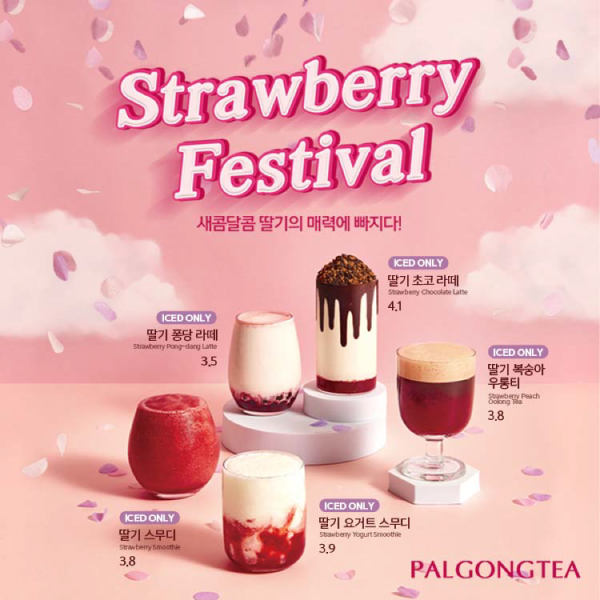 Strawberry
Festival
새콤달콤 딸기의 매력에 빠지다!
ICED ONLY
딸기 초코 라떼
Strawberry Chocolate Latte
4.1
ICED ONLY
딸기 퐁당 라떼
Strawberry Pong-dang Latte
3.5
ICED ONLY
딸기 복숭아
우롱티
Strawberry Peach
Oolong Tea
3.8
ICED ONLY
딸기 스무디
Strawberry Smoothie
3.8
ICED ONLY
딸기 요거트 스무디
Strawberry Yogurt Smoothie
3.9
PALGONGTEA